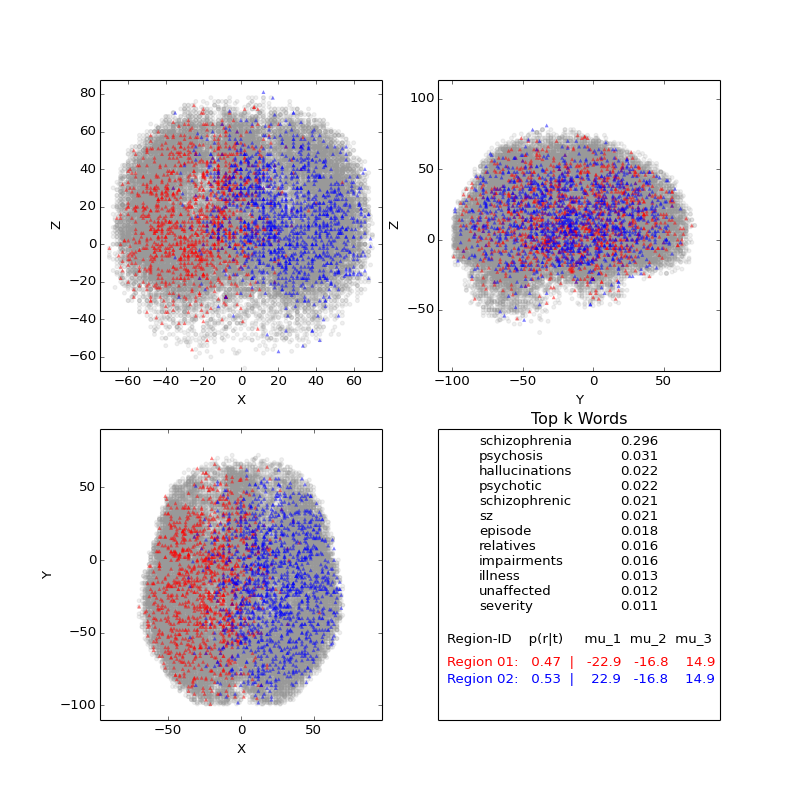 80
60
40
20
0
−20
−40
−60
Z
−60 −40 −20 0 20 40 60
X
100
50
0
−50
Z
−100 −50 0 50
Y
50
0
−50
−100
Y
−50 0 50
X
Top k Words
schizophrenia 0.296
psychosis 0.031
hallucinations 0.022
psychotic 0.022
schizophrenic 0.021
sz 0.021
episode 0.018
relatives 0.016
impairments 0.016
illness 0.013
unaffected 0.012
severity 0.011
Region-ID p(r|t) mu_1 mu_2 mu_3
Region 01: 0.47 | -22.9 -16.8 14.9
Region 02: 0.53 | 22.9 -16.8 14.9